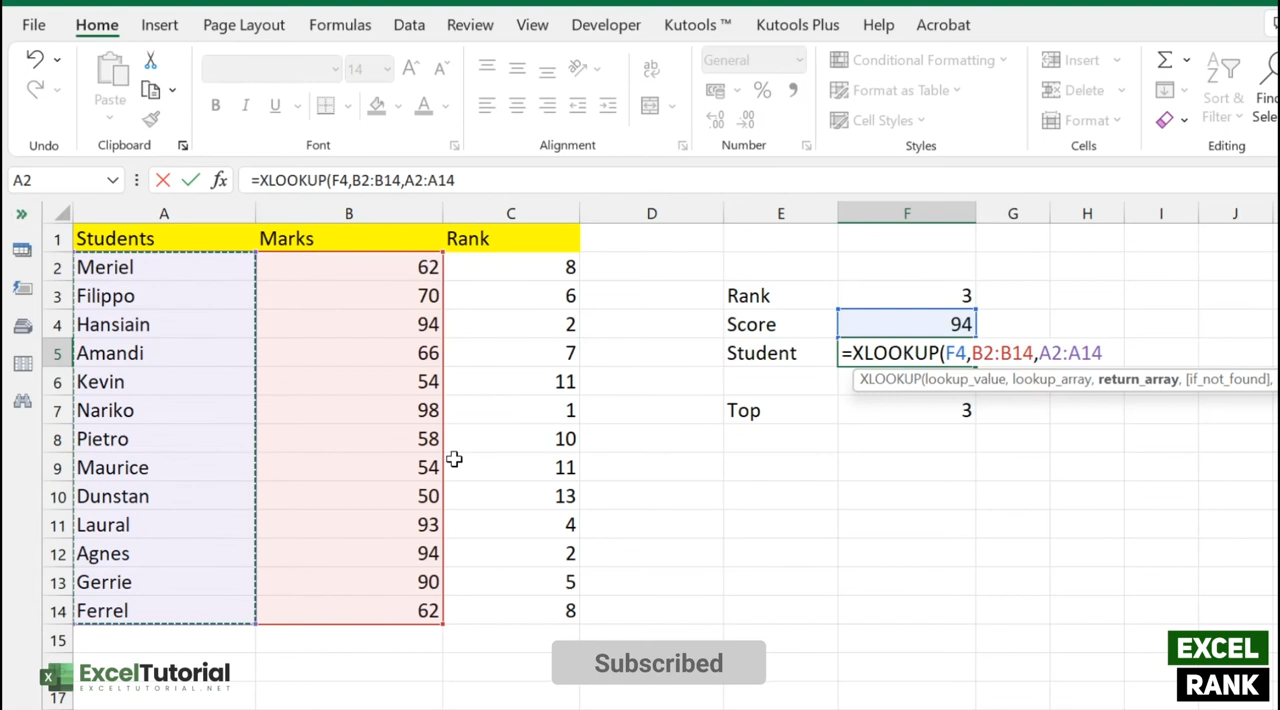 File Home Insert Page Layout Formulas Data Review View Developer Kutools ™ Kutools Plus Help Acrobat
14 General Conditional Formatting Insert
Paste Format as Table Delete Sort & Find
B I U A Cell Styles Format Filter Sele
Undo Clipboard Font Alignment Number Styles Cells Editing
A2 fx =XLOOKUP(F4,B2:B14,A2:A14
A B C D E F G H I J
1 Students Marks Rank
2 Meriel 62 8
3 Filippo 70 6 Rank 3
4 Hansiain 94 2 Score 94
5 Amandi 66 7 Student =XLOOKUP(F4,B2:B14,A2:A14
XLOOKUP(lookup_value, lookup_array, return_array, [if_not_found],
6 Kevin 54 11
7 Nariko 98 1 Top 3
8 Pietro 58 10
9 Maurice 54 11
10 Dunstan 50 13
11 Laural 93 4
12 Agnes 94 2
13 Gerrie 90 5
14 Ferrel 62 8
15
17
ExcelTutorial
EXCELTUTORIAL.NET
Subscribed
EXCEL
RANK